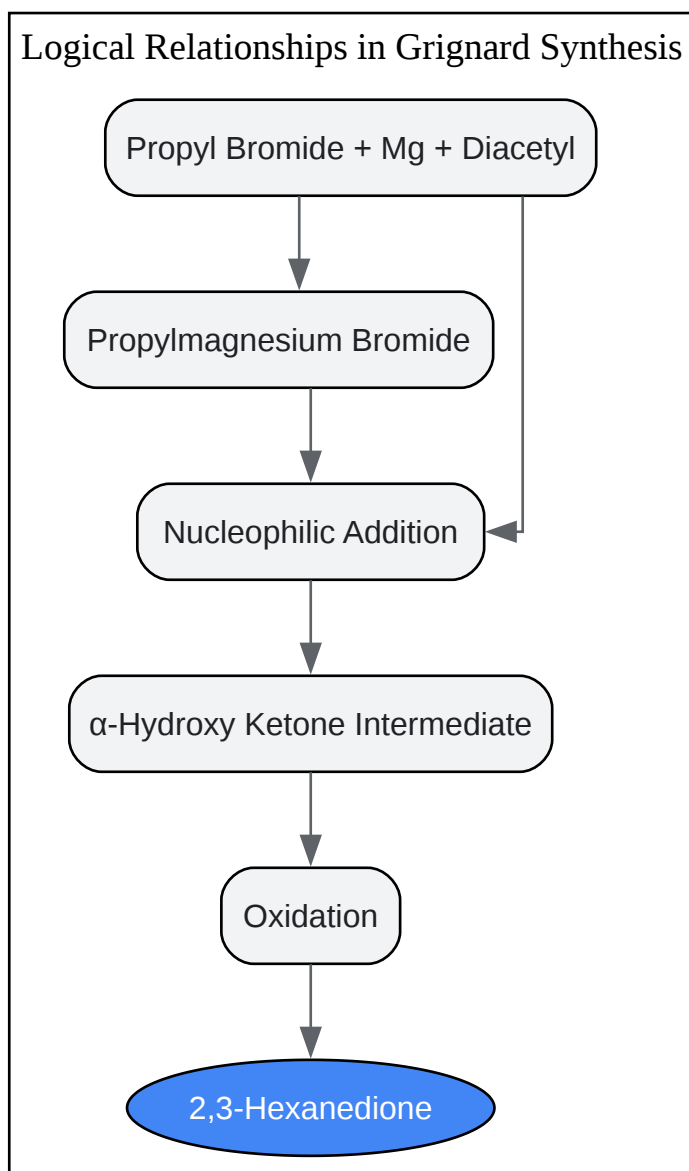 Logical Relationships in Grignard Synthesis
Propyl Bromide + Mg + Diacetyl
Propylmagnesium Bromide
Nucleophilic Addition
α-Hydroxy Ketone Intermediate
Oxidation
2,3-Hexanedione